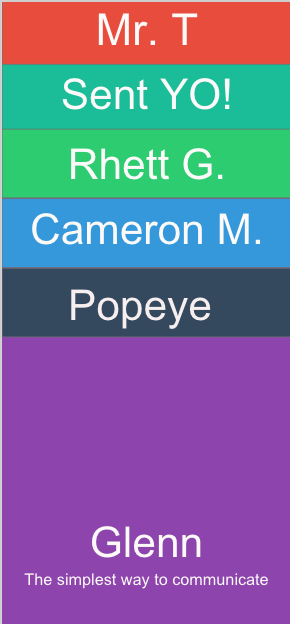 Mr. T
Sent YO!
Rhett G.
Cameron M.
Popeye
Glenn
The simplest way to communicate